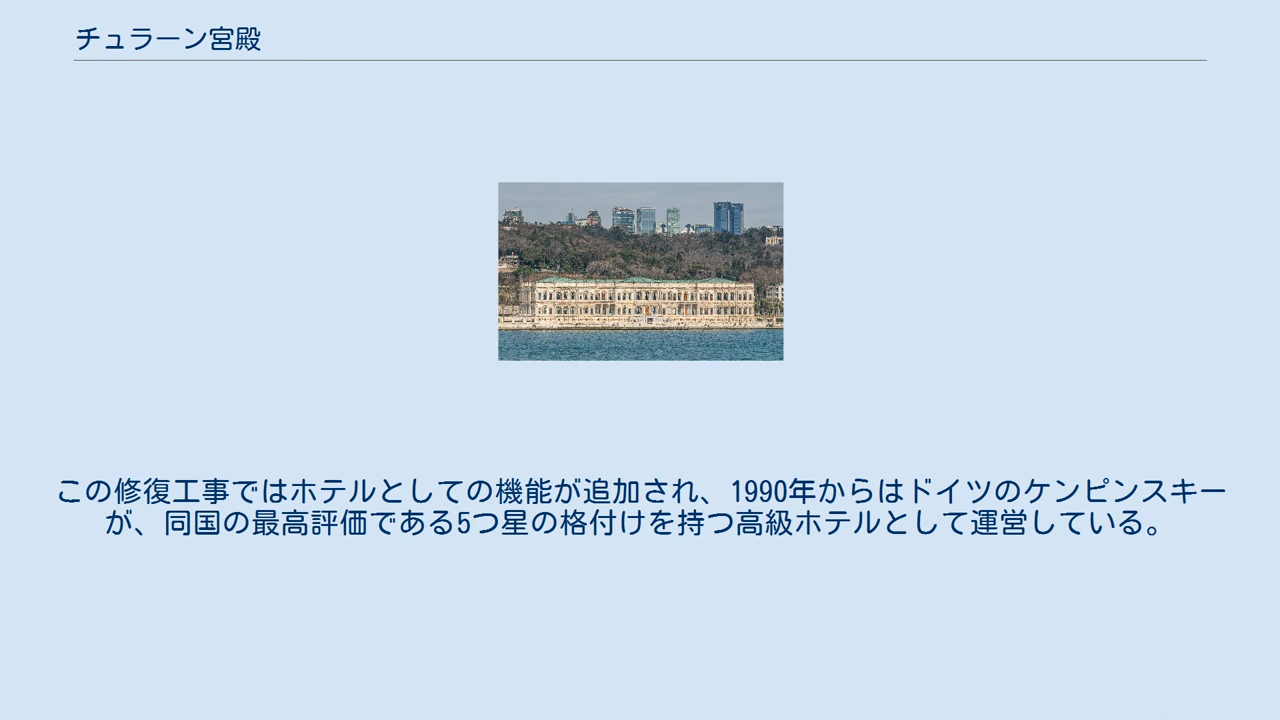 チュラーン宮殿
この修復工事ではホテルとしての機能が追加され、1990年からはドイツのケンピンスキー
が、同国の最高評価である5つ星の格付けを持つ高級ホテルとして運営している。